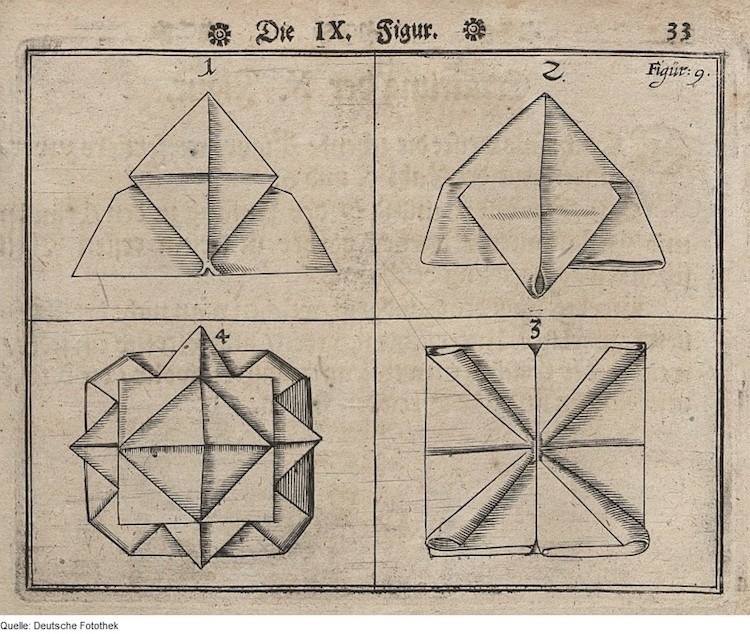 Die IX. Figur. 33
1
2.
Figur: 9.
4
3
Quelle: Deutsche Fotothek